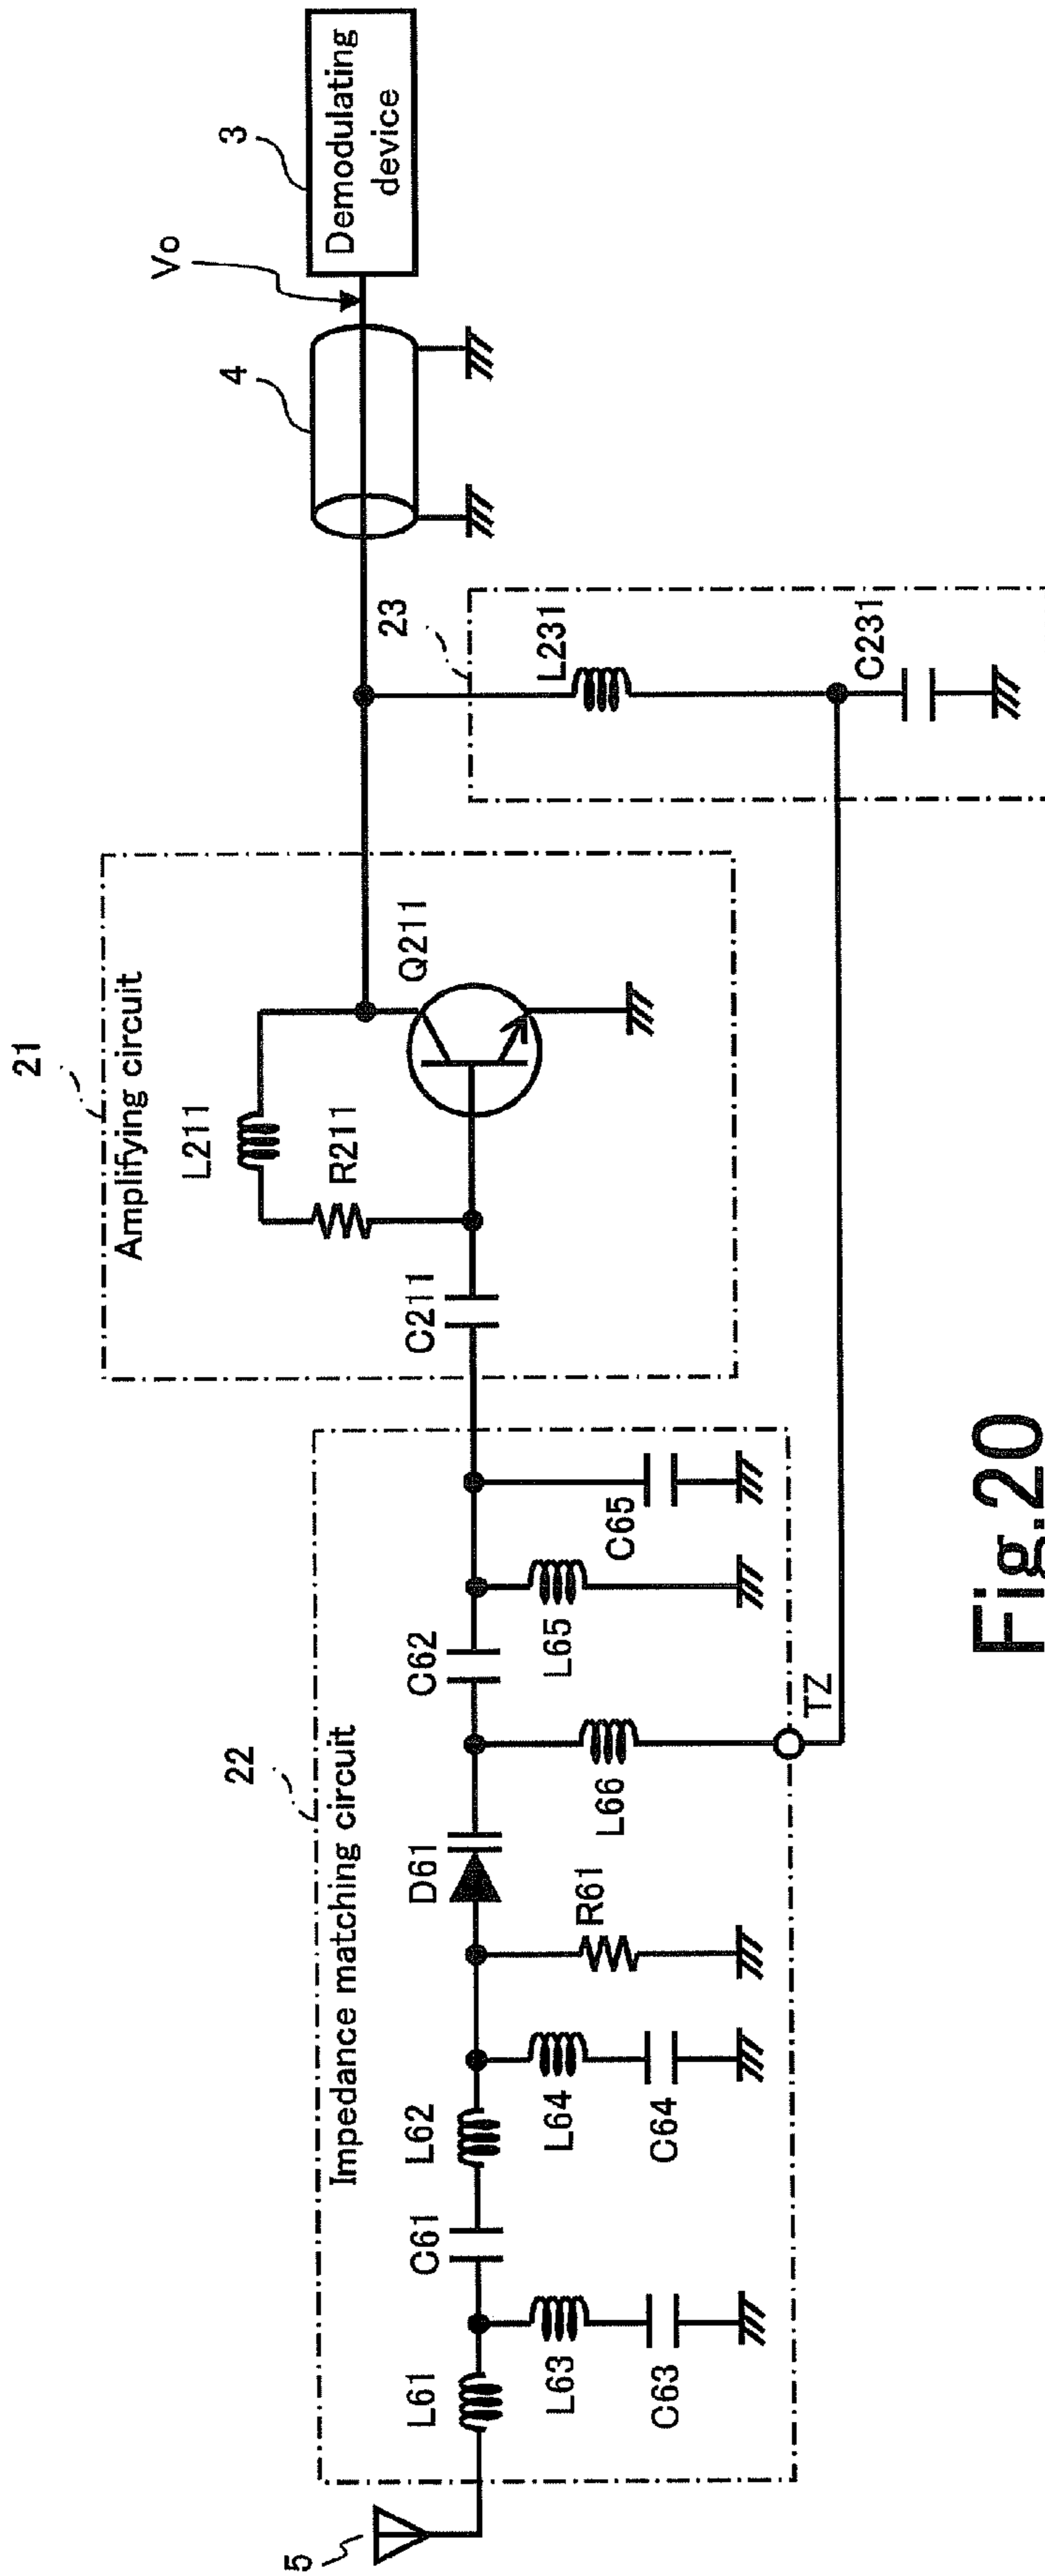 21
Amplifying circuit
L211
R211
C211
Q211
Vo
4
3
Demodulating
device
23
L231
C231
22
Impedance matching circuit
5
L61
C61
L62
D61
C62
L63
C63
L64
C64
R61
L66
L65
C65
TZ
Fig.20